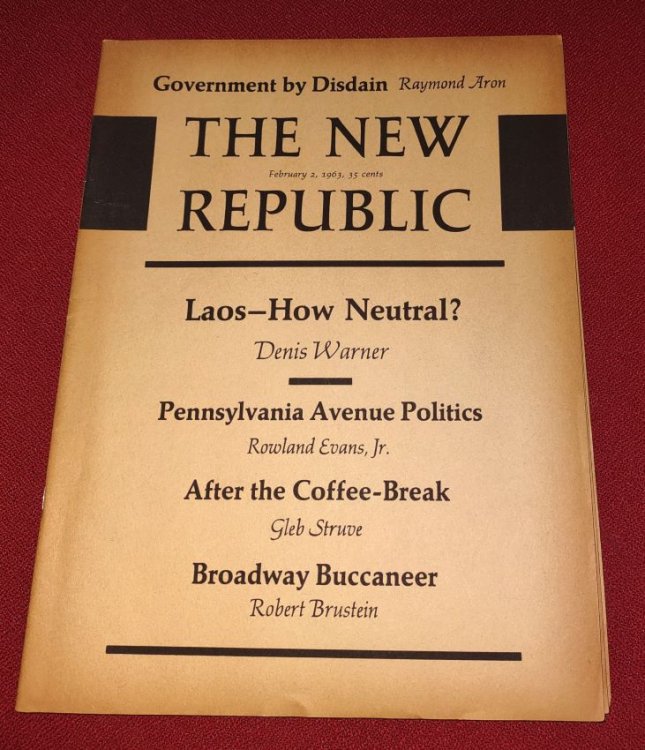 Government by Disdain Raymond Aron
THE NEW
February 2, 1963, 35 cents
REPUBLIC
Laos–How Neutral?
Denis Warner
Pennsylvania Avenue Politics
Rowland Evans, Jr.
After the Coffee-Break
Gleb Struve
Broadway Buccaneer
Robert Brustein